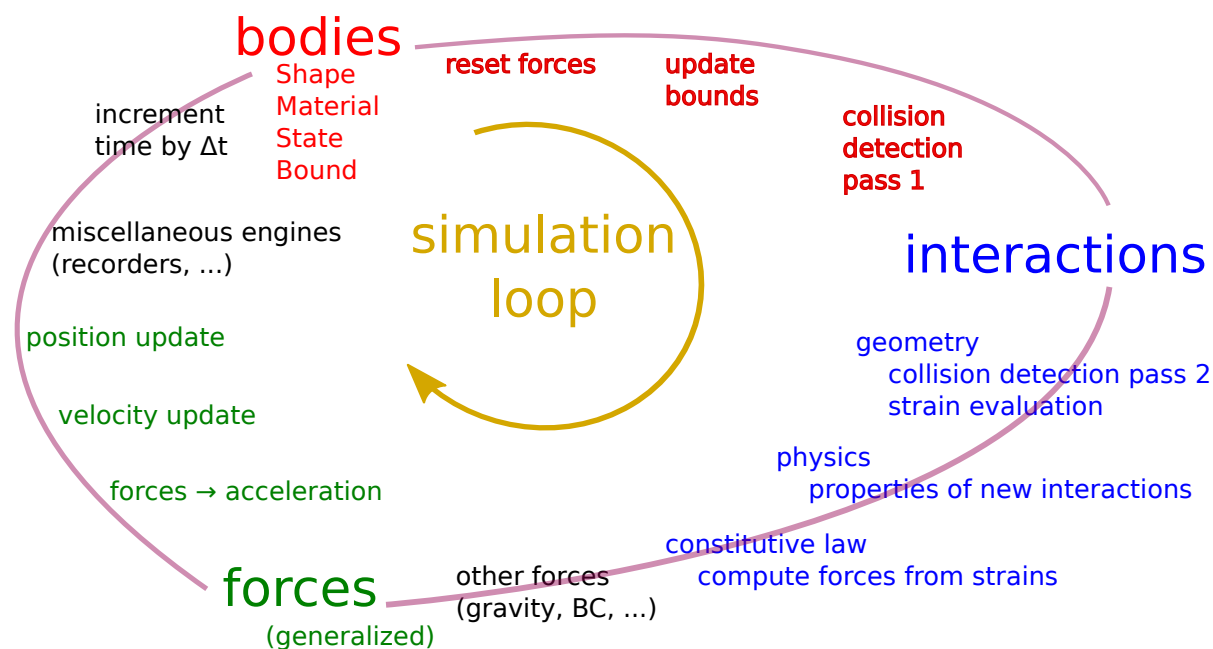 bodies
Shape
Material
State
Bound
reset forces
update
bounds
collision
detection
pass 1
interactions
geometry
collision detection pass 2
strain evaluation
physics
properties of new interactions
constitutive law
compute forces from strains
other forces
(gravity, BC, ...)
forces
(generalized)
forces → acceleration
velocity update
position update
miscellaneous engines
(recorders, ...)
increment
time by Δt
simulation
loop